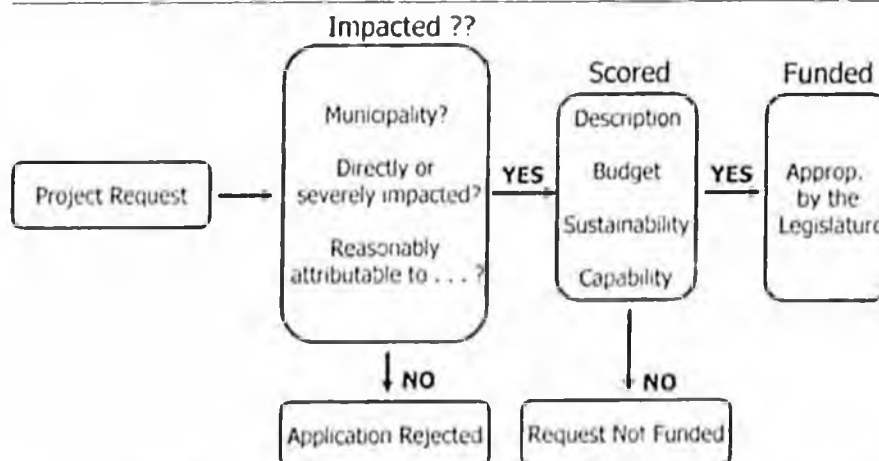 Impacted ??
Municipality?
Directly or
severely impacted?
Reasonably
attributable to . . . ?
Project Request
YES
Scored
Description
Budget
Sustainability
Capability
YES
Funded
Approp.
by the
Legislature
NO
Application Rejected
NO
Request Not Funded